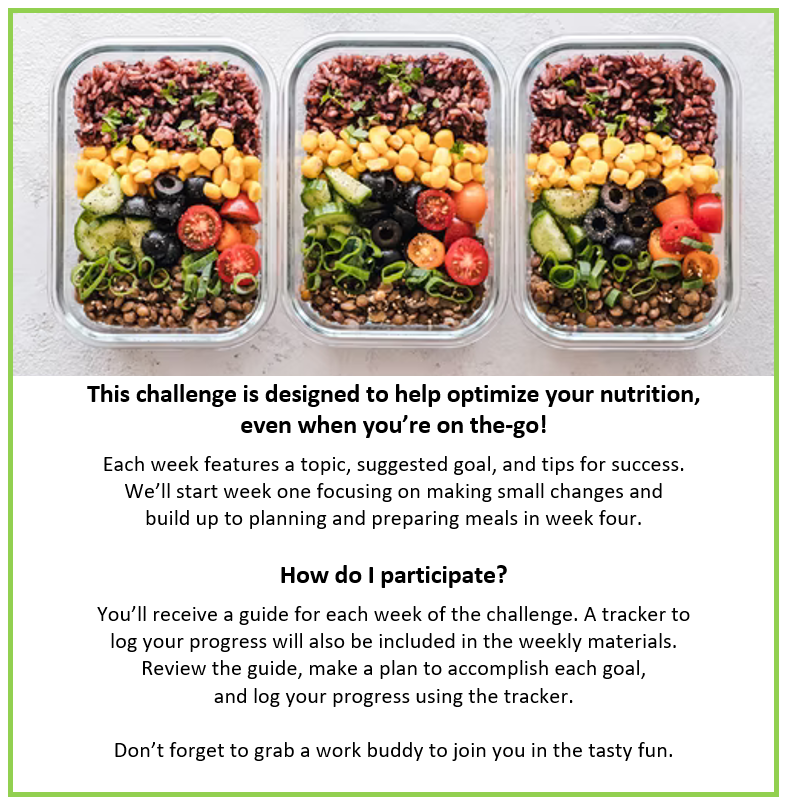 This challenge is designed to help optimize your nutrition,
even when you’re on the-go!
Each week features a topic, suggested goal, and tips for success.
We’ll start week one focusing on making small changes and
build up to planning and preparing meals in week four.
How do I participate?
You’ll receive a guide for each week of the challenge. A tracker to
log your progress will also be included in the weekly materials.
Review the guide, make a plan to accomplish each goal,
and log your progress using the tracker.
Don’t forget to grab a work buddy to join you in the tasty fun.